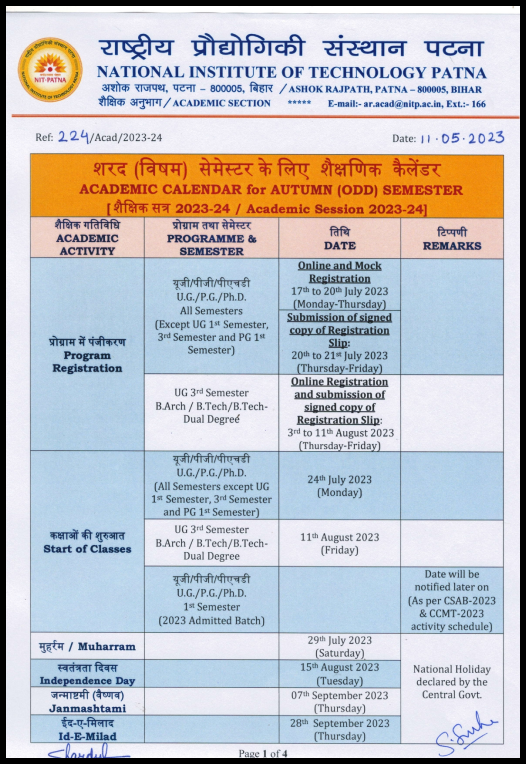 राष्ट्रीय प्रौद्योगिकी संस्थान पटना
NATIONAL INSTITUTE OF TECHNOLOGY PATNA
अशोक राजपथ, पटना – 800005, बिहार / ASHOK RAJPATH, PATNA – 800005, BIHAR
शैक्षिक अनुभाग / ACADEMIC SECTION ***** E-mail:- ar.acad@nitp.ac.in, Ext.:- 166
NIT-PATNA
Ref: 224/Acad/2023-24
Date: 11.05.2023
शरद (विषम) सेमेस्टर के लिए शैक्षणिक कैलेंडर
ACADEMIC CALENDAR for AUTUMN (ODD) SEMESTER
[शैक्षिक सत्र 2023-24 / Academic Session 2023-24]
शैक्षिक गतिविधि
ACADEMIC
ACTIVITY
प्रोग्राम तथा सेमेस्टर
PROGRAMME &
SEMESTER
तिथि
DATE
टिप्पणी
REMARKS
प्रोग्राम में पंजीकरण
Program
Registration
यूजी/पीजी/पीएचडी
U.G./P.G./Ph.D.
All Semesters
(Except UG 1st Semester,
3rd Semester and PG 1st
Semester)
Online and Mock
Registration
17th to 20th July 2023
(Monday-Thursday)
Submission of signed
copy of Registration
Slip:
20th to 21st July 2023
(Thursday-Friday)
UG 3rd Semester
B.Arch / B.Tech/B.Tech-
Dual Degree
Online Registration
and submission of
signed copy of
Registration Slip:
3rd to 11th August 2023
(Thursday-Friday)
कक्षाओं की शुरुआत
Start of Classes
यूजी/पीजी/पीएचडी
U.G./P.G./Ph.D.
(All Semesters except UG
1st Semester, 3rd Semester
and PG 1st Semester)
24th July 2023
(Monday)
UG 3rd Semester
B.Arch / B.Tech/B.Tech-
Dual Degree
11th August 2023
(Friday)
यूजी/पीजी/पीएचडी
U.G./P.G./Ph.D.
1st Semester
(2023 Admitted Batch)
Date will be
notified later on
(As per CSAB-2023
& CCMT-2023
activity schedule)
मुहर्रम / Muharram
29th July 2023
(Saturday)
स्वतंत्रता दिवस
Independence Day
15th August 2023
(Tuesday)
जन्माष्टमी (वैष्णव)
Janmashtami
07th September 2023
(Thursday)
ईद-ए-मिलाद
Id-E-Milad
28th September 2023
(Thursday)
National Holiday
declared by the
Central Govt.
Page 1 of 4